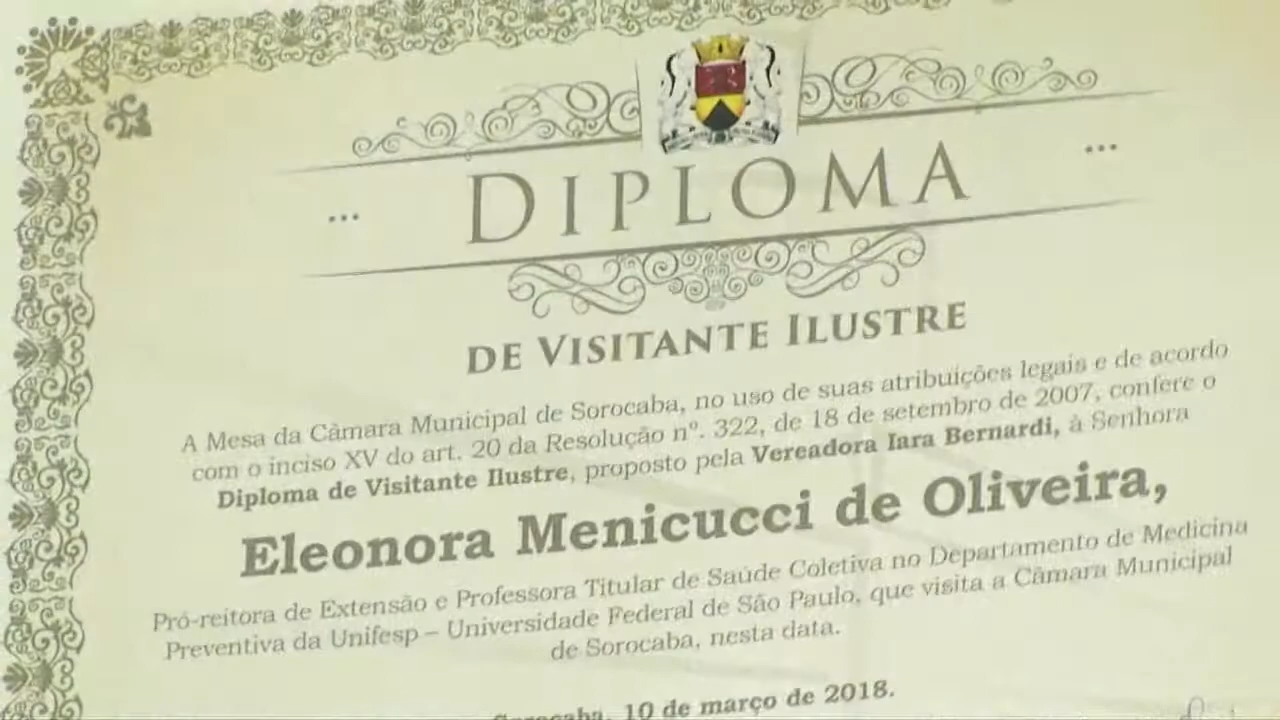 DIPLOMA
DE VISITANTE ILUSTRE
A Mesa da Câmara Municipal de Sorocaba, no uso de suas atribuições legais e de acordo
com o inciso XV do art. 20 da Resolução nº. 322, de 18 de setembro de 2007, confere o
Diploma de Visitante Ilustre, proposto pela Vereadora Iara Bernardi, à Senhora
Eleonora Menicucci de Oliveira,
Pró-reitora de Extensão e Professora Titular de Saúde Coletiva no Departamento de Medicina
Preventiva da Unifesp – Universidade Federal de São Paulo, que visita a Câmara Municipal
de Sorocaba, nesta data.
Sorocaba, 10 de março de 2018.